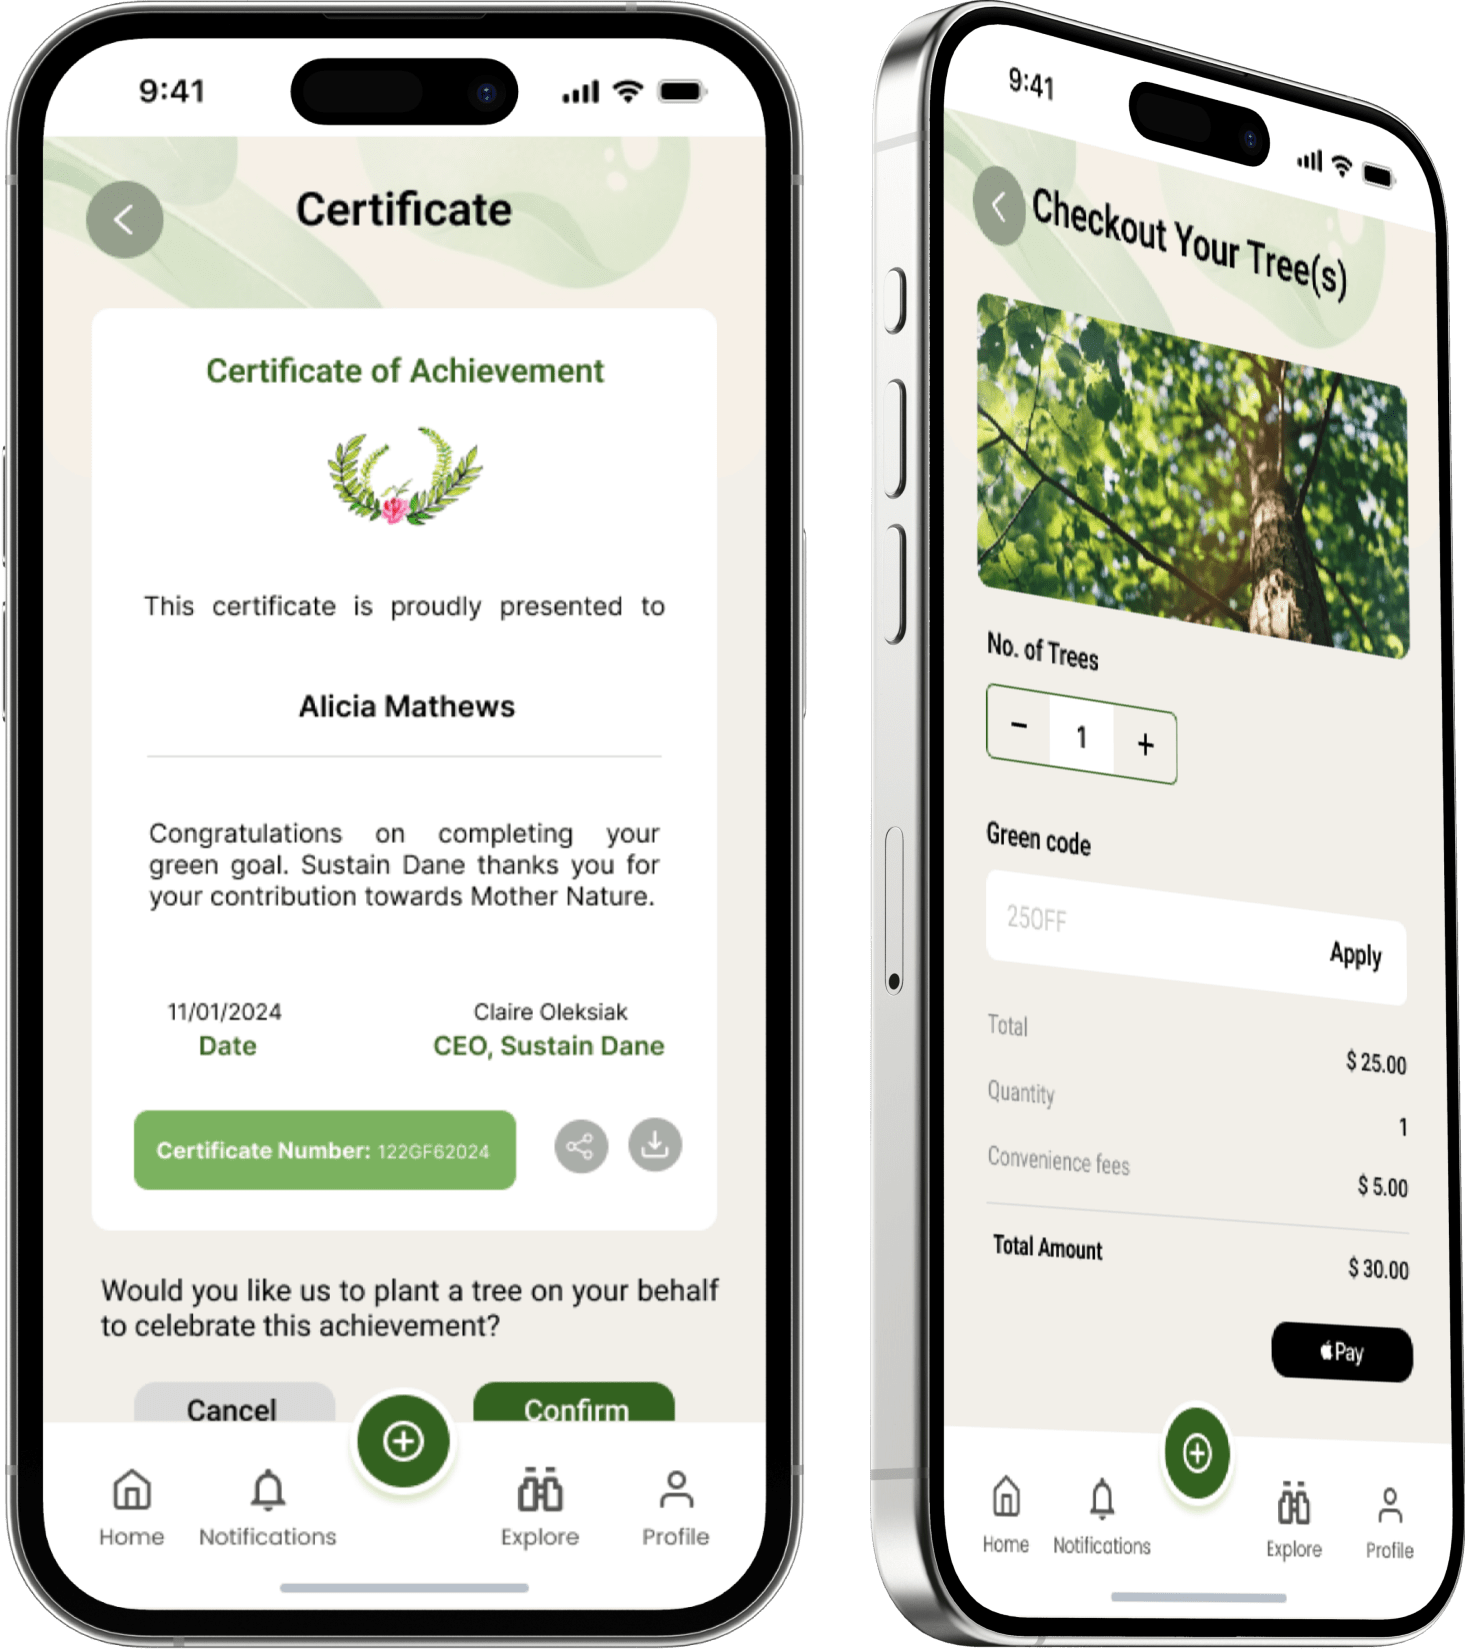 9:41
Certificate
Certificate of Achievement
This certificate is proudly presented to
Alicia Mathews
Congratulations on completing your
green goal. Sustain Dane thanks you for
your contribution towards Mother Nature.
11/01/2024
Date
Claire Oleksiak
CEO, Sustain Dane
Certificate Number: 122GF62024
Would you like us to plant a tree on your behalf
to celebrate this achievement?
Cancel
Confirm
Home
Notifications
Explore
Profile
9:41
Checkout Your Tree(s)
No. of Trees
− 1 +
Green code
25OFF
Apply
Total
$ 25.00
Quantity
1
Convenience fees
$ 5.00
Total Amount
$ 30.00
Pay
Home
Notifications
Explore
Profile